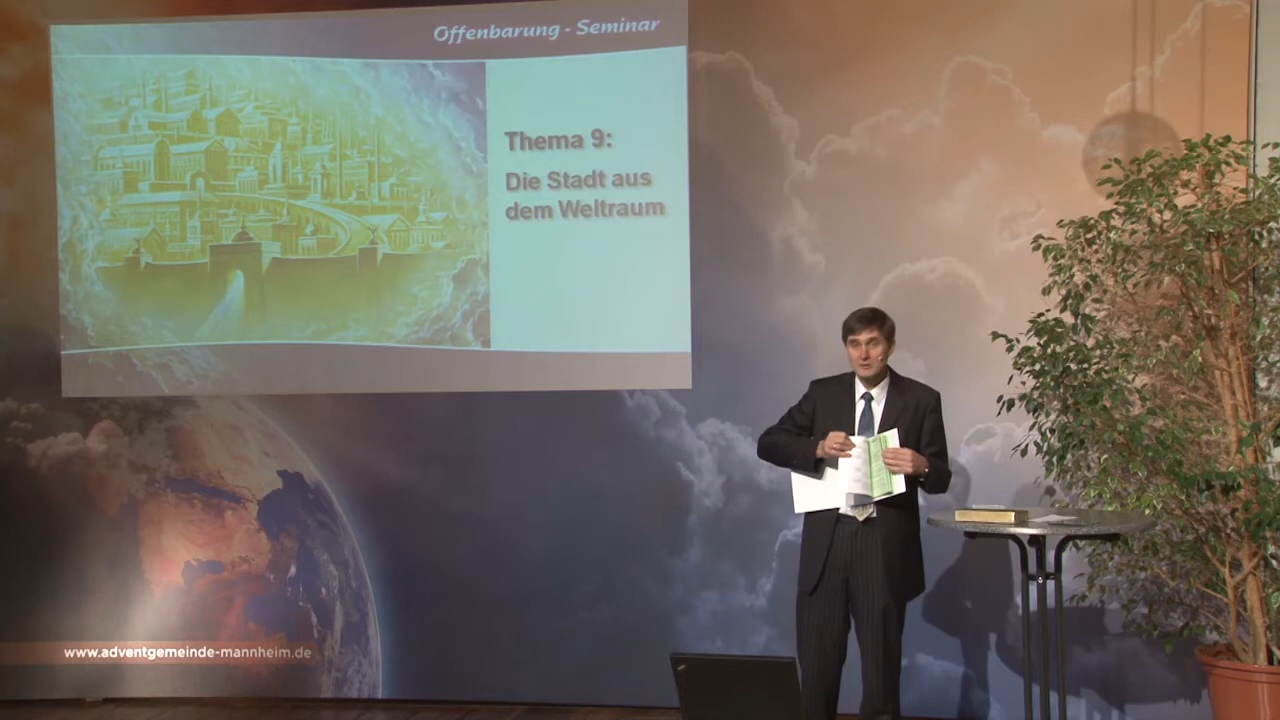 Offenbarung - Seminar
Thema 9:
Die Stadt aus
dem Weltraum
www.adventgemeinde-mannheim.de